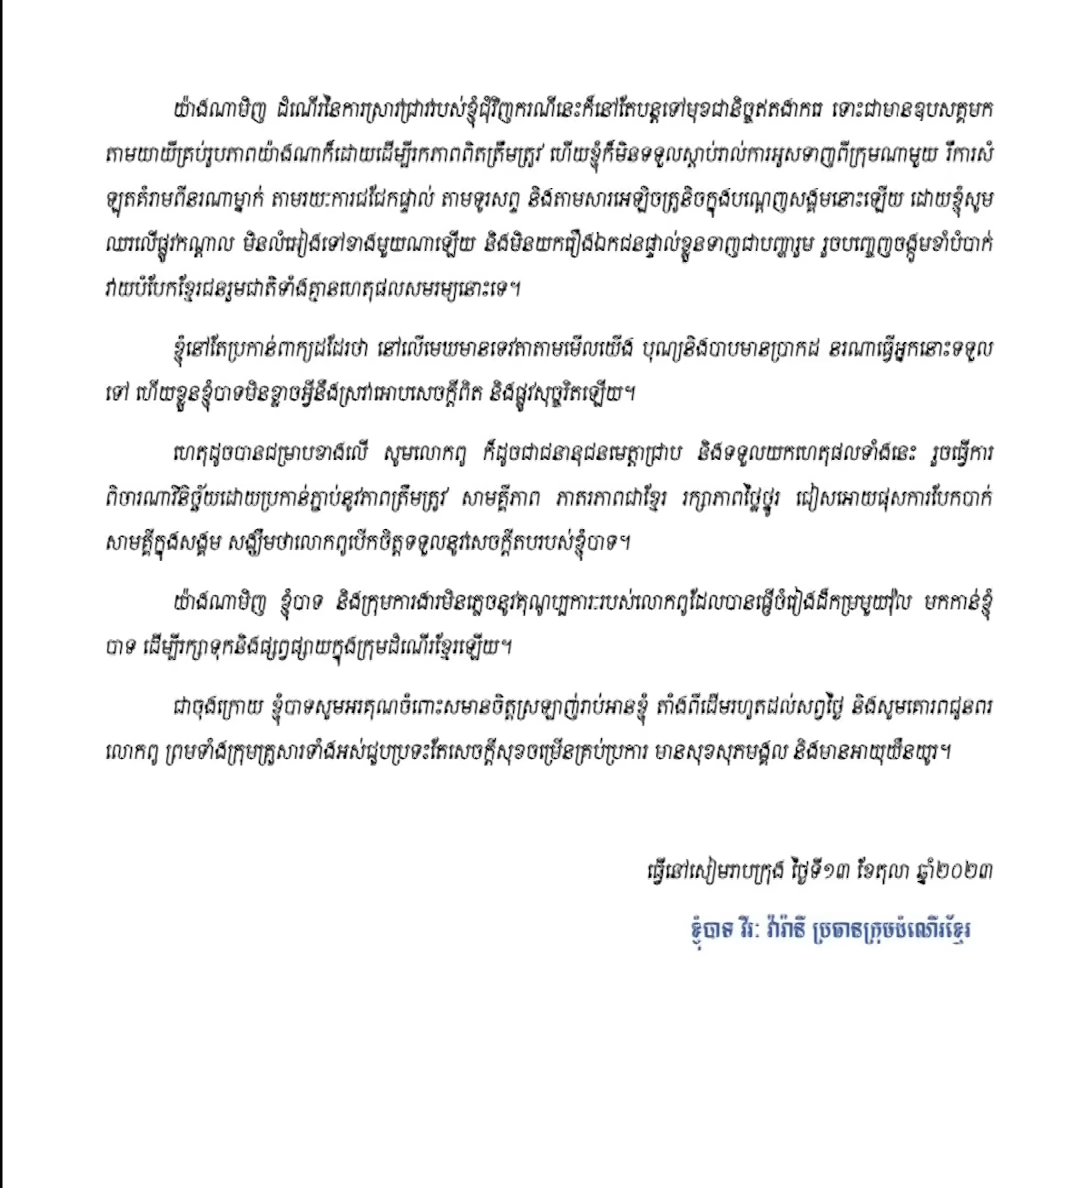 យ៉ាងណាមិញ ដំណើរនៃការស្រាវជ្រាវរបស់ខ្ញុំជុំវិញករណីនេះក៏នៅតែបន្តទៅមុខជានិច្ចឥតងាករេ ទោះជាមានឧបសគ្គមក
តាមយាយីគ្រប់រូបភាពយ៉ាងណាក៏ដោយដើម្បីរកភាពពិតត្រឹមត្រូវ ហើយខ្ញុំក៏មិនទទួលស្តាប់រាល់ការអូសទាញពីក្រុមណាមួយ រឺការសំ
ឡុតគំរាមពីនរណាម្នាក់ តាមរយៈការជជែកផ្ទាល់ តាមទូរសព្ទ និងតាមសារអេឡិចត្រូនិចក្នុងបណ្តេញសង្គមនោះឡើយ ដោយខ្ញុំសូម
ឈរលើផ្លូវកណ្តាល មិនលំអៀងទៅខាងមួយណាឡើយ និងមិនយករឿងឯកជនផ្ទាល់ខ្លួនទាញជាបញ្ហារួម រួចបញ្ចេញចង្កូមខាំបំបាក់
វាយបំបែកខ្មែរជនរួមជាតិទាំងគ្មានហេតុផលសមរម្យនោះទេ។
ខ្ញុំនៅតែប្រកាន់ពាក្យដដែរថា នៅលើមេឃមានទេវតាតាមមើលយើង បុណ្យនិងបាបមានប្រាកដ នរណាធ្វើអ្នកនោះទទួល
ទៅ ហើយខ្លួនខ្ញុំបាទមិនខ្លាចអ្វីនឹងស្រវាអោបសេចក្តីពិត និងផ្លូវសុច្ចរិតឡើយ។
ហេតុដូចបានជម្រាបខាងលើ សូមលោកពូ ក៏ដូចជាជនានុជនមេត្តាជ្រាប និងទទួលយកហេតុផលទាំងនេះ រួចធ្វើការ
ពិចារណាវិនិច្ឆ័យដោយប្រកាន់ភ្ជាប់នូវភាពត្រឹមត្រូវ សាមគ្គីភាព ភាតរភាពជាខ្មែរ រក្សាភាពថ្លៃថ្នូរ ជៀសអោយផុសការបែកបាក់
សាមគ្គីក្នុងសង្គម សង្ឃឹមថាលោកពូបើកចិត្តទទួលនូវសេចក្តីតបរបស់ខ្ញុំបាទ។
យ៉ាងណាមិញ ខ្ញុំបាទ និងក្រុមការងារមិនភ្លេចនូវគុណូប្បការៈរបស់លោកពូដែលបានផ្ញើចំរៀងដ៏កម្រមួយវ៉ុល មកកាន់ខ្ញុំ
បាទ ដើម្បីរក្សាទុកនិងផ្សព្វផ្សាយក្នុងក្រុមដំណើរខ្មែរឡើយ។
ជាចុងក្រោយ ខ្ញុំបាទសូមអរគុណចំពោះសមានចិត្តស្រឡាញ់រាប់អានខ្ញុំ តាំងពីដើមរហូតដល់សព្វថ្ងៃ និងសូមគោរពជូនពរ
លោកពូ ព្រមទាំងក្រុមគ្រួសារទាំងអស់ជួបប្រទះតែសេចក្តីសុខចម្រើនគ្រប់ប្រការ មានសុខសុភមង្គល និងមានអាយុយឺនយូរ។
ធ្វើនៅសៀមរាបក្រុង ថ្ងៃទី១៣ ខែតុលា ឆ្នាំ២០២៣
ខ្ញុំបាទ វីរៈ វ៉ារ៉ានី ប្រធានក្រុមដំណើរខ្មែរ